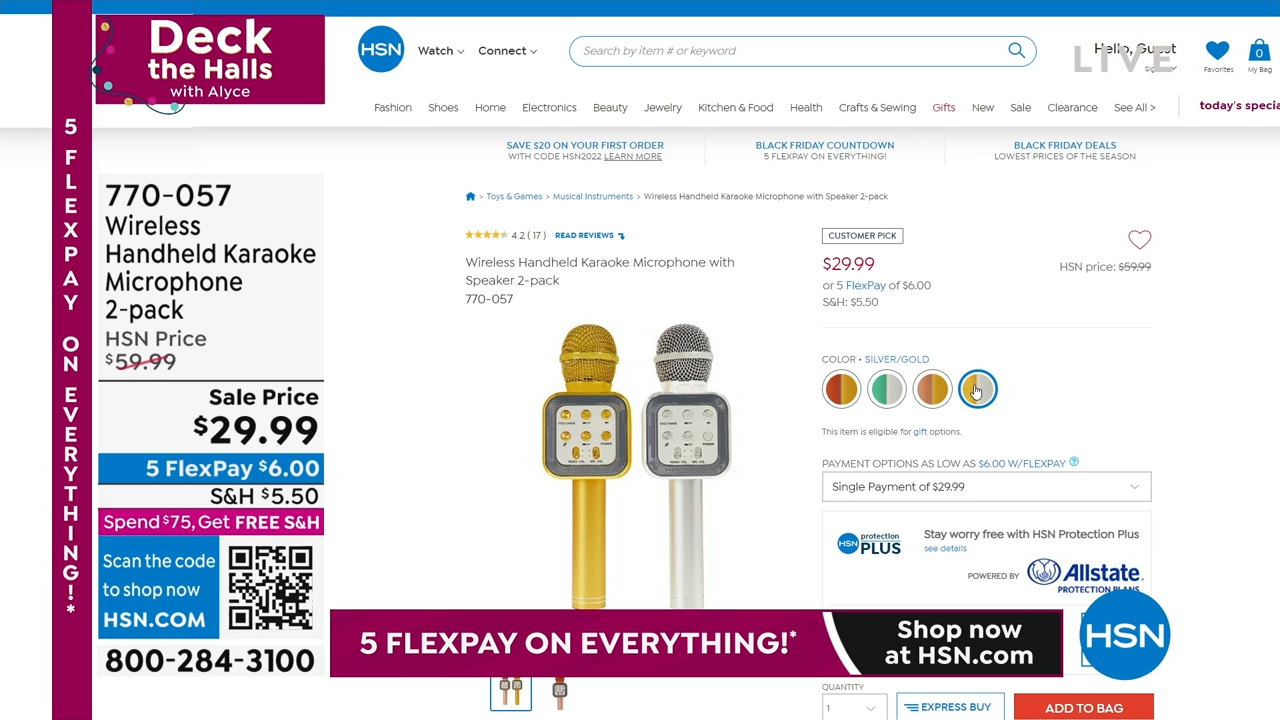 5 FLEXPAY ON EVERYTHING!*
Deck
the Halls
with Alyce
770-057
Wireless
Handheld Karaoke
Microphone
2-pack
HSN Price
$59.99
Sale Price
$29.99
5 FlexPay $6.00
S&H $5.50
Spend $75, Get FREE S&H
Scan the code
to shop now
HSN.COM
800-284-3100
HSN
Watch
Connect
Search by item # or keyword
Hello, Guest
LIVE
Favorites
0
My Bag
Fashion Shoes Home Electronics Beauty Jewelry Kitchen & Food Health Crafts & Sewing Gifts New Sale Clearance See All >
today's
SAVE $20 ON YOUR FIRST ORDER
WITH CODE HSN2022 LEARN MORE
BLACK FRIDAY COUNTDOWN
5 FLEXPAY ON EVERYTHING!
BLACK FRIDAY DEALS
LOWEST PRICES OF THE SEASON
> Toys & Games > Musical Instruments > Wireless Handheld Karaoke Microphone with Speaker 2-pack
4.2 ( 17 ) READ REVIEWS
Wireless Handheld Karaoke Microphone with
Speaker 2-pack
770-057
CUSTOMER PICK
$29.99
HSN price: $59.99
or 5 FlexPay of $6.00
S&H: $5.50
COLOR • SILVER/GOLD
This item is eligible for gift options.
PAYMENT OPTIONS AS LOW AS $6.00 W/FLEXPAY ?
Single Payment of $29.99
HSN protection PLUS
Stay worry free with HSN Protection Plus
see details
POWERED BY Allstate.
PROTECTION PLANS
5 FLEXPAY ON EVERYTHING!*
Shop now
at HSN.com
HSN
QUANTITY
1
EXPRESS BUY
ADD TO BAG